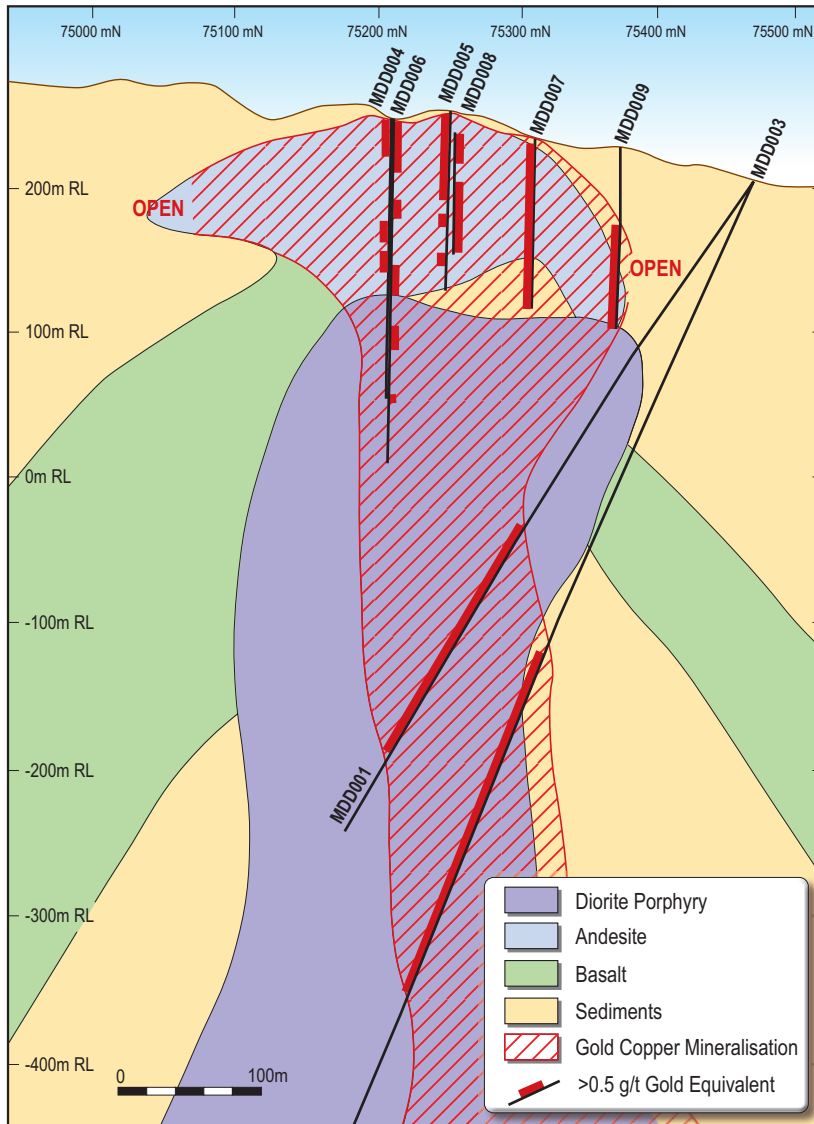 75000 mN
75100 mN
75200 mN
75300 mN
75400 mN
75500 mN
MDD004
MDD006
MDD005
MDD008
MDD007
MDD009
MDD003
200m RL
OPEN
OPEN
100m RL
0m RL
-100m RL
-200m RL
MDD001
-300m RL
-400m RL
0
100m
Diorite Porphyry
Andesite
Basalt
Sediments
Gold Copper Mineralisation
>0.5 g/t Gold Equivalent